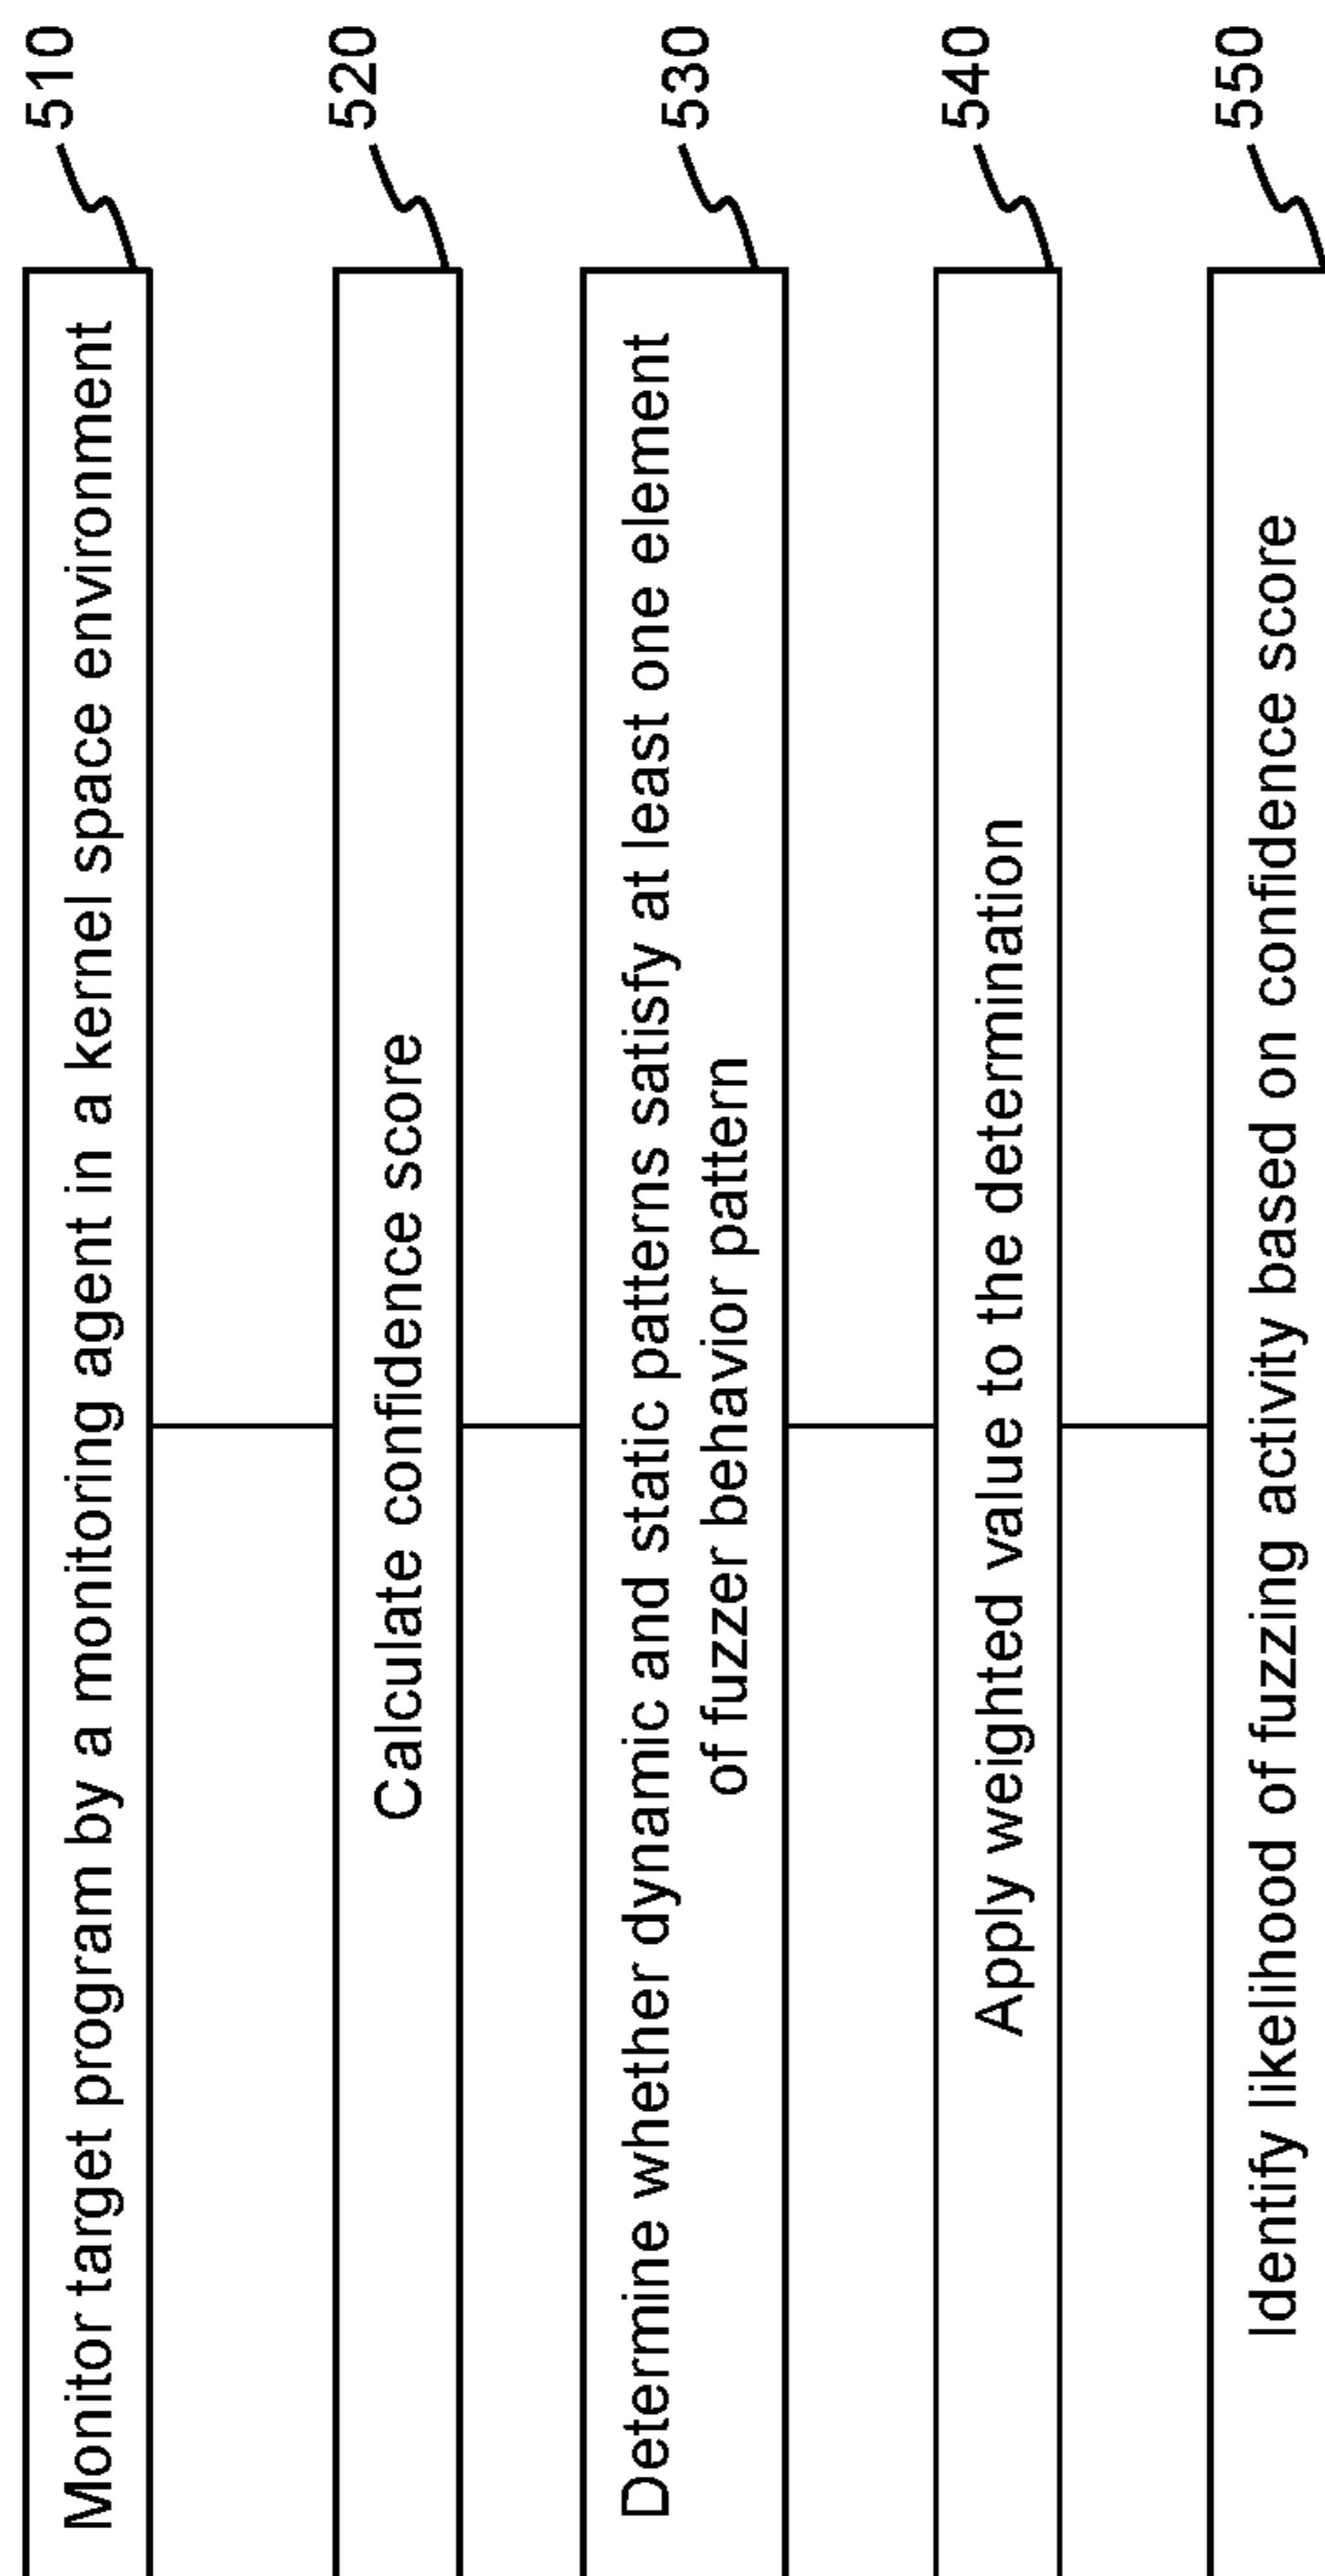 Monitor target program by a monitoring agent in a kernel space environment
510
Calculate confidence score
520
Determine whether dynamic and static patterns satisfy at least one element
of fuzzer behavior pattern
530
Apply weighted value to the determination
540
Identify likelihood of fuzzing activity based on confidence score
550